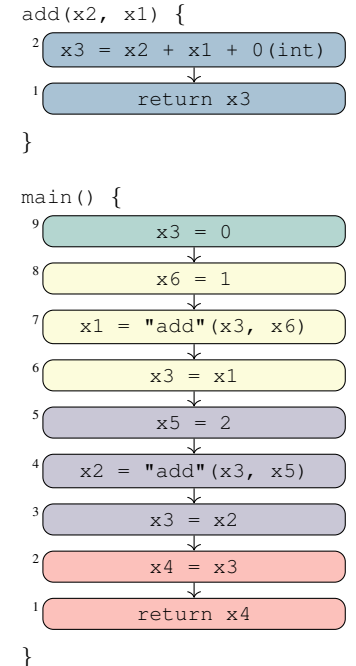 add(x2, x1) {
2 x3 = x2 + x1 + 0(int)
1 return x3
}
main() {
9 x3 = 0
8 x6 = 1
7 x1 = "add"(x3, x6)
6 x3 = x1
5 x5 = 2
4 x2 = "add"(x3, x5)
3 x3 = x2
2 x4 = x3
1 return x4
}